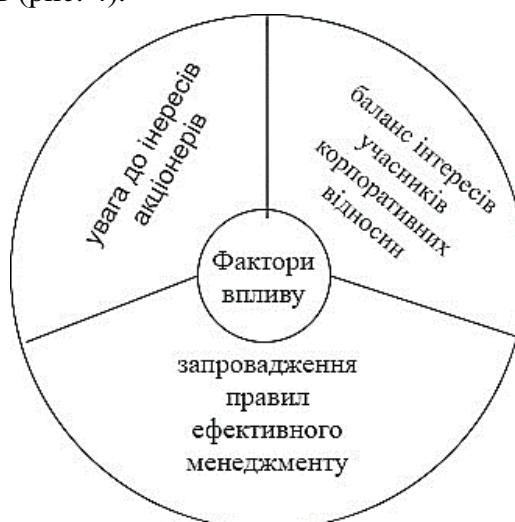 (рис. 4).
увага до інересів
акціонерів
баланс інтересів
учасників
корпоративних
відносин
Фактори
впливу
запровадження
правил
ефективного
менеджменту